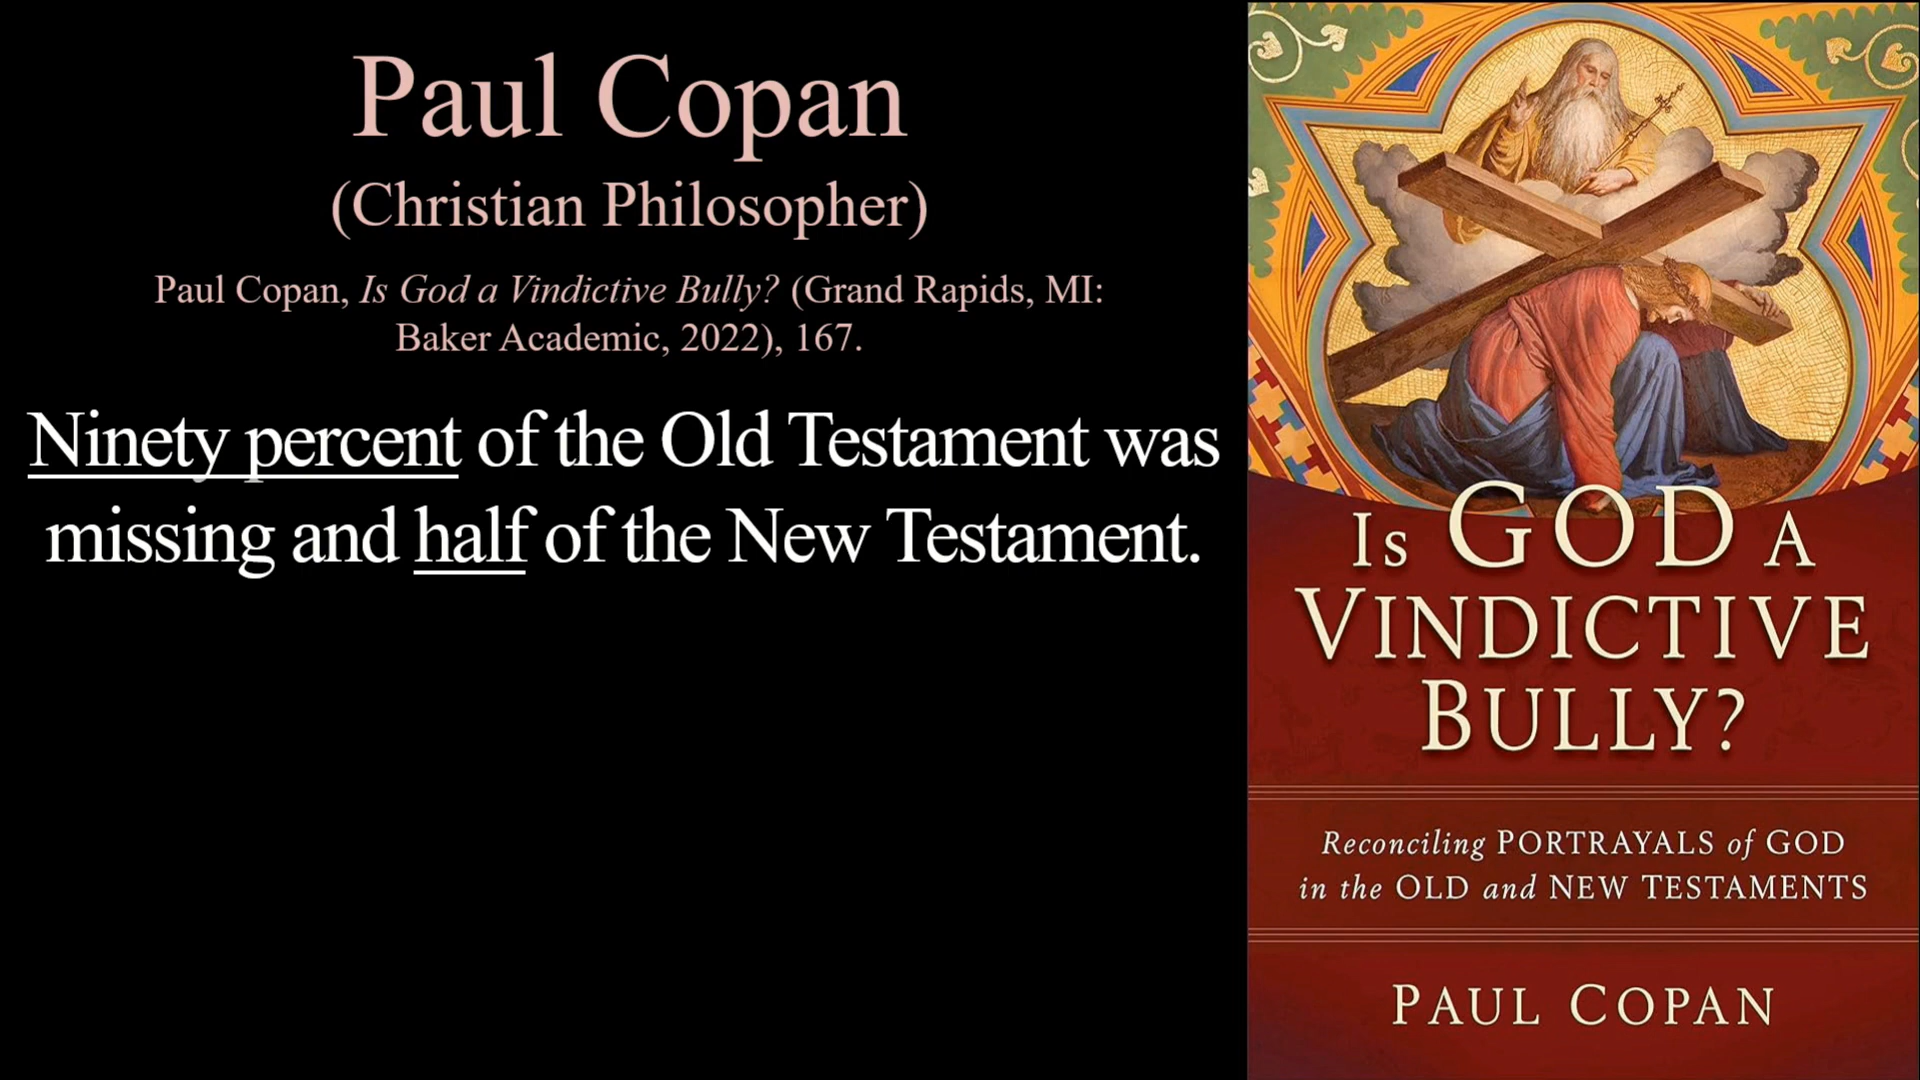 Paul Copan
(Christian Philosopher)
Paul Copan, Is God a Vindictive Bully? (Grand Rapids, MI:
Baker Academic, 2022), 167.
Ninety percent of the Old Testament was
missing and half of the New Testament.
Is GOD A
VINDICTIVE
BULLY?
Reconciling PORTRAYALS of GOD
in the OLD and NEW TESTAMENTS
PAUL COPAN